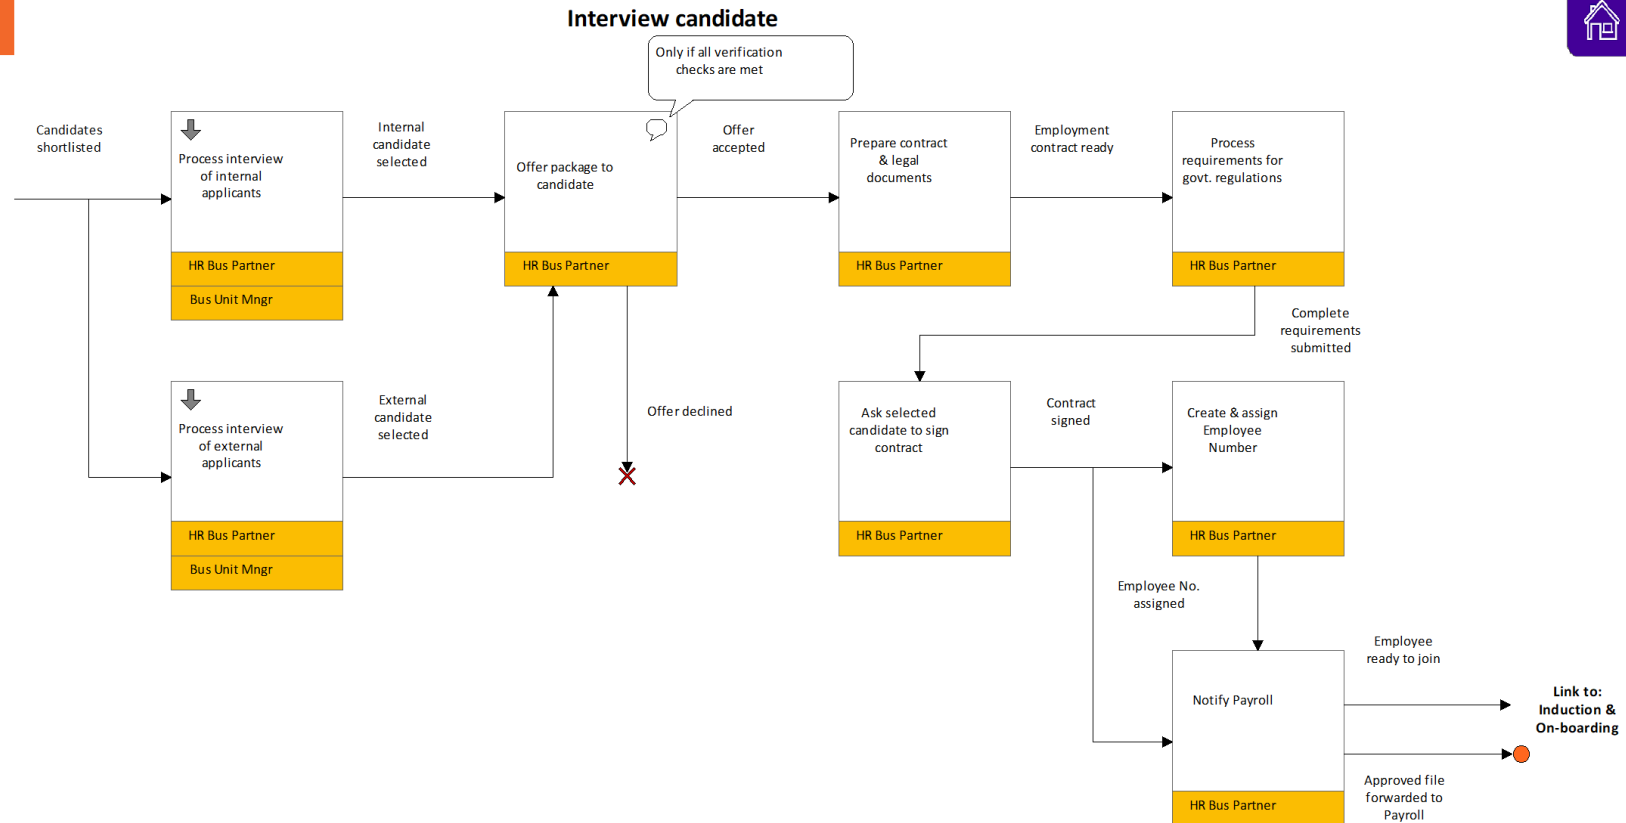 Interview candidate
Only if all verification
checks are met
Candidates
shortlisted
Process interview
of internal
applicants
HR Bus Partner
Bus Unit Mngr
Internal
candidate
selected
Offer package to
candidate
HR Bus Partner
Offer
accepted
Prepare contract
& legal
documents
HR Bus Partner
Employment
contract ready
Process
requirements for
govt. regulations
HR Bus Partner
Complete
requirements
submitted
Process interview
of external
applicants
HR Bus Partner
Bus Unit Mngr
External
candidate
selected
Offer declined
Ask selected
candidate to sign
contract
HR Bus Partner
Contract
signed
Create & assign
Employee
Number
HR Bus Partner
Employee No.
assigned
Notify Payroll
HR Bus Partner
Employee
ready to join
Link to:
Induction &
On-boarding
Approved file
forwarded to
Payroll